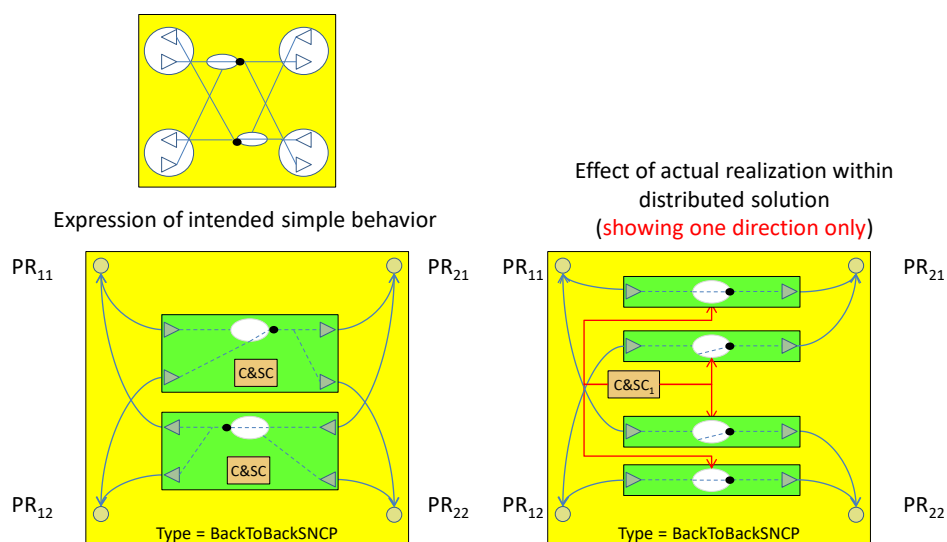 Expression of intended simple behavior
Effect of actual realization within
distributed solution
(showing one direction only)
PR11
PR21
C&SC
C&SC
PR12
PR22
Type = BackToBackSNCP
PR11
PR21
C&SC1
PR12
PR22
Type = BackToBackSNCP